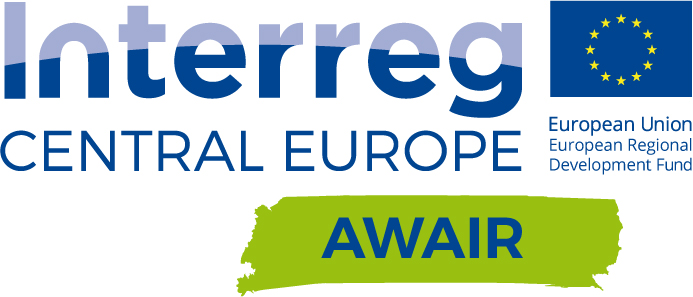 Interreg
CENTRAL EUROPE
European Union
European Regional
Development Fund
AWAIR